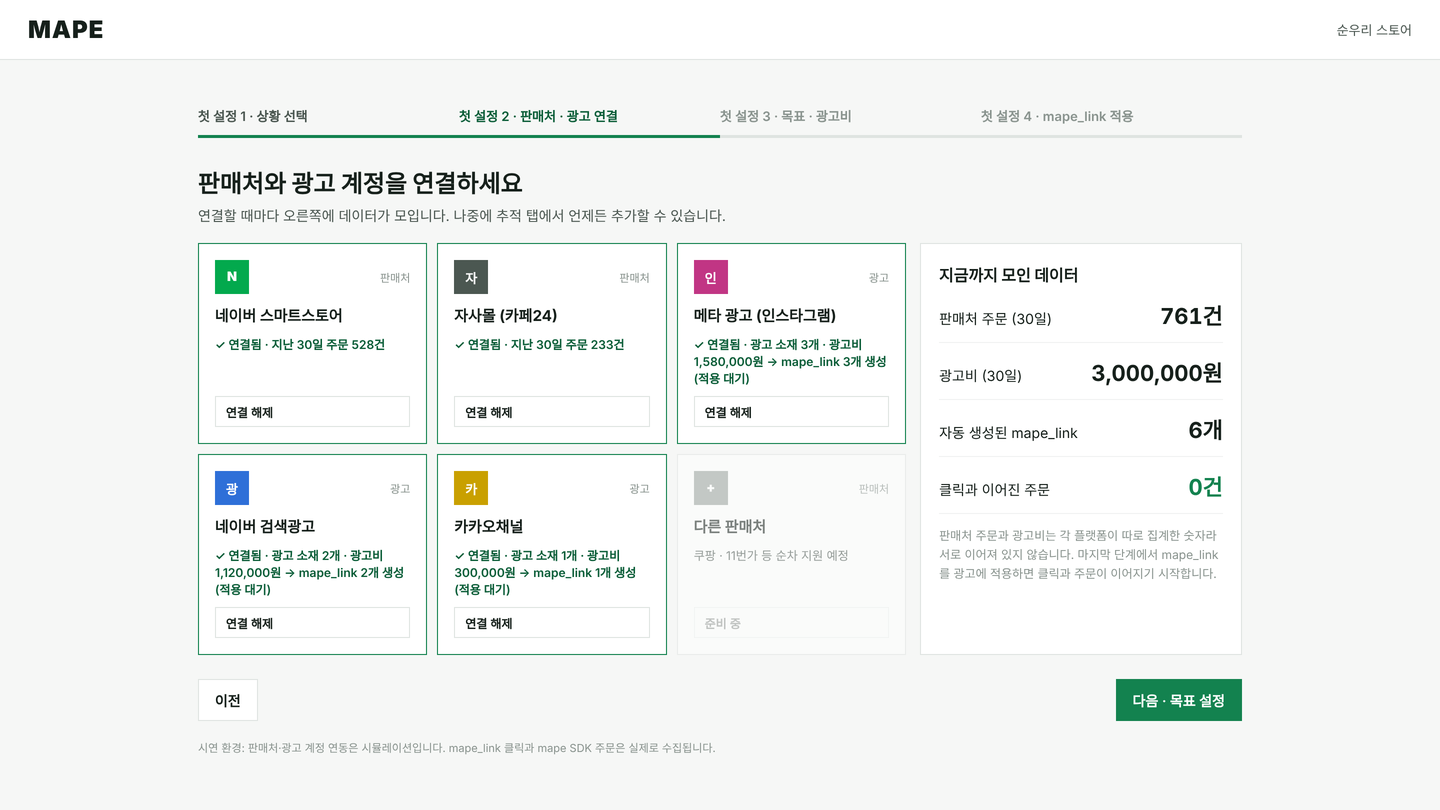 MAPE
순우리 스토어
첫 설정 1 · 상황 선택
첫 설정 2 · 판매처 · 광고 연결
첫 설정 3 · 목표 · 광고비
첫 설정 4 · mape_link 적용
판매처와 광고 계정을 연결하세요
연결할 때마다 오른쪽에 데이터가 모입니다. 나중에 추적 탭에서 언제든 추가할 수 있습니다.
N
판매처
네이버 스마트스토어
✓ 연결됨 · 지난 30일 주문 528건
연결 해제
자
판매처
자사몰 (카페24)
✓ 연결됨 · 지난 30일 주문 233건
연결 해제
인
광고
메타 광고 (인스타그램)
✓ 연결됨 · 광고 소재 3개 · 광고비
1,580,000원 → mape_link 3개 생성
(적용 대기)
연결 해제
광
광고
네이버 검색광고
✓ 연결됨 · 광고 소재 2개 · 광고비
1,120,000원 → mape_link 2개 생성
(적용 대기)
연결 해제
카
광고
카카오채널
✓ 연결됨 · 광고 소재 1개 · 광고비
300,000원 → mape_link 1개 생성
(적용 대기)
연결 해제
+
판매처
다른 판매처
쿠팡 · 11번가 등 순차 지원 예정
준비 중
지금까지 모인 데이터
판매처 주문 (30일)
761건
광고비 (30일)
3,000,000원
자동 생성된 mape_link
6개
클릭과 이어진 주문
0건
판매처 주문과 광고비는 각 플랫폼이 따로 집계한 숫자라
서로 이어져 있지 않습니다. 마지막 단계에서 mape_link
를 광고에 적용하면 클릭과 주문이 이어지기 시작합니다.
이전
다음 · 목표 설정
시연 환경: 판매처·광고 계정 연동은 시뮬레이션입니다. mape_link 클릭과 mape SDK 주문은 실제로 수집됩니다.